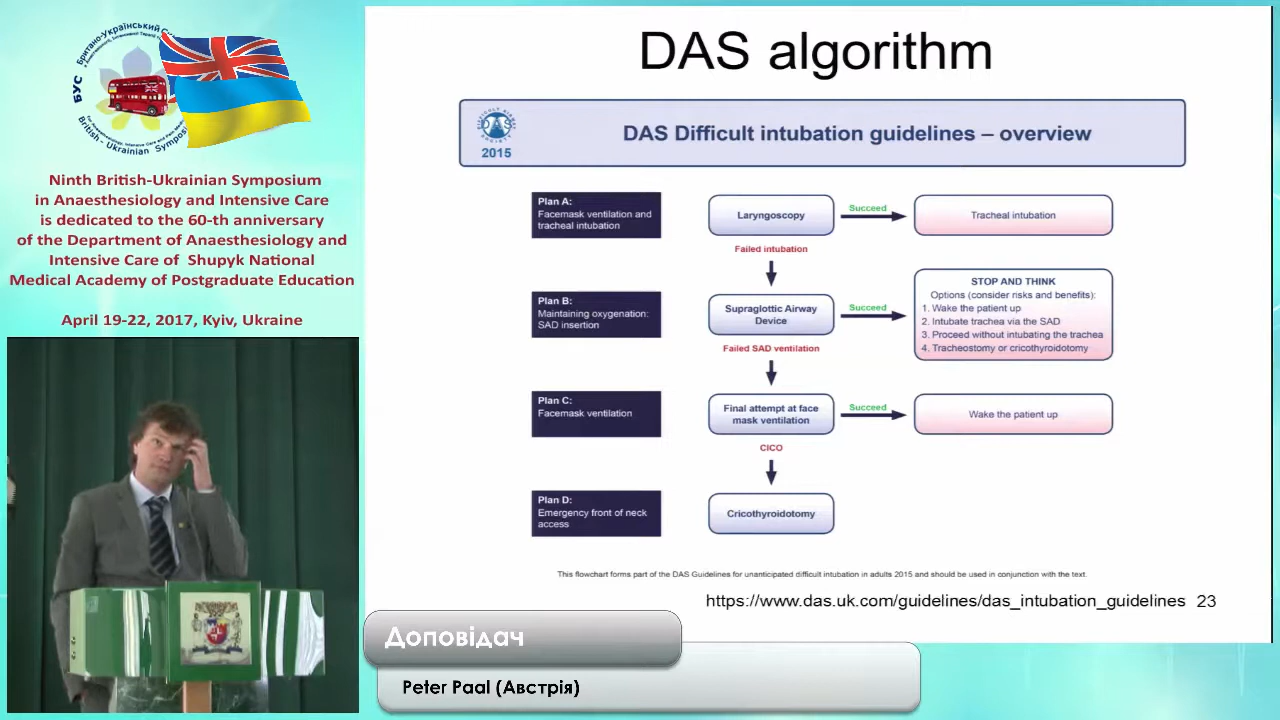 БУС
Британо-Український
British - Ukrainian Symposi
Ninth British-Ukrainian Symposium
in Anaesthesiology and Intensive Care
is dedicated to the 60-th anniversary
of the Department of Anaesthesiology and
Intensive Care of Shupyk National
Medical Academy of Postgraduate Education
April 19-22, 2017, Kyiv, Ukraine
DAS algorithm
DAS
2015
DAS Difficult intubation guidelines – overview
Plan A:
Facemask ventilation and
tracheal intubation
Laryngoscopy
Succeed
Tracheal intubation
Failed intubation
Plan B:
Maintaining oxygenation:
SAD insertion
Supraglottic Airway
Device
Succeed
STOP AND THINK
Options (consider risks and benefits):
1. Wake the patient up
2. Intubate trachea via the SAD
3. Proceed without intubating the trachea
4. Tracheostomy or cricothyroidotomy
Failed SAD ventilation
Plan C:
Facemask ventilation
Final attempt at face
mask ventilation
Succeed
Wake the patient up
CICO
Plan D:
Emergency front of neck
access
Cricothyroidotomy
This flowchart forms part of the DAS Guidelines for unanticipated difficult intubation in adults 2015 and should be used in conjunction with the text.
https://www.das.uk.com/guidelines/das_intubation_guidelines 23
Доповідач
Peter Paal (Австрія)